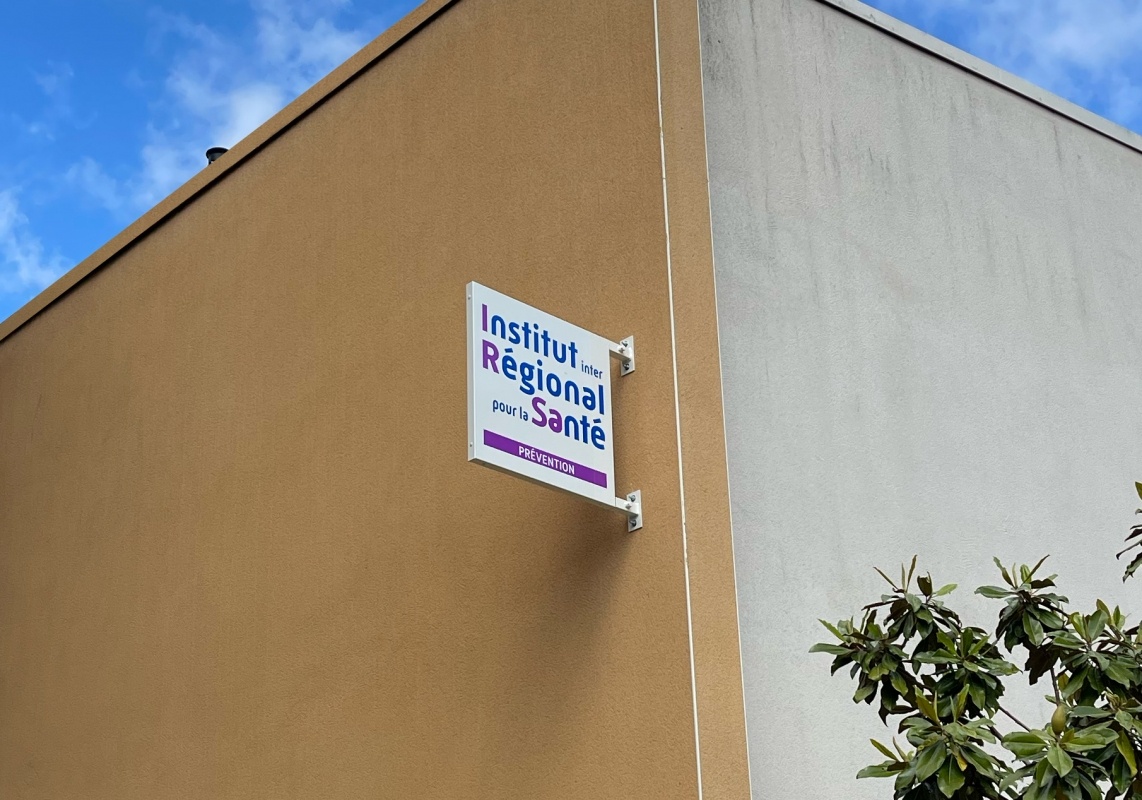 Institut inter
Régional
pour la Santé
PRÉVENTION